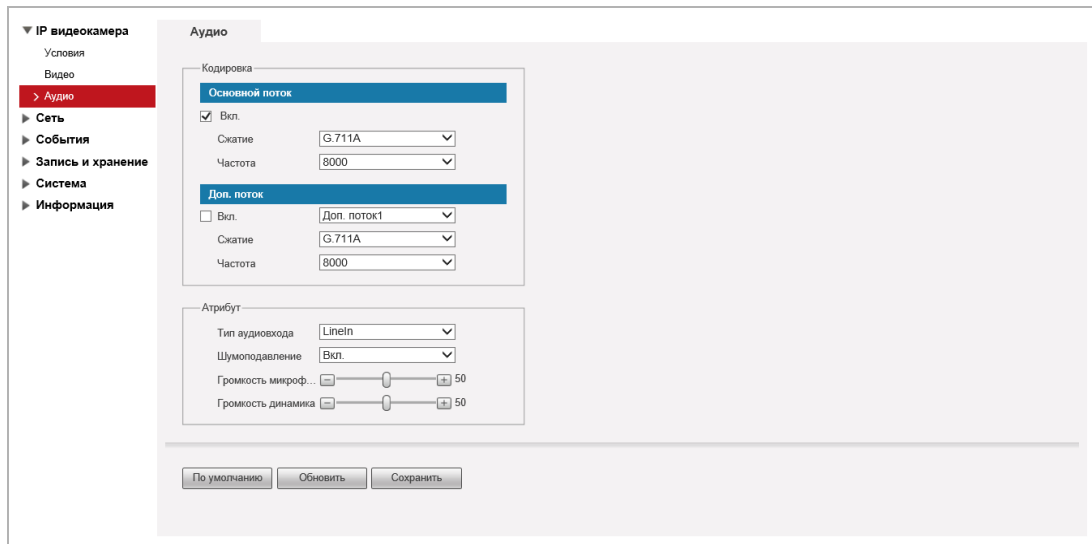 IP видеокамера
Условия
Видео
Аудио
Сеть
События
Запись и хранение
Система
Информация
Аудио
Кодировка
Основной поток
Вкл.
Сжатие G.711A
Частота 8000
Доп. поток
Вкл. Доп. поток1
Сжатие G.711A
Частота 8000
Атрибут
Тип аудиовхода LineIn
Шумоподавление Вкл.
Громкость микроф... 50
Громкость динамика 50
По умолчанию Обновить Сохранить